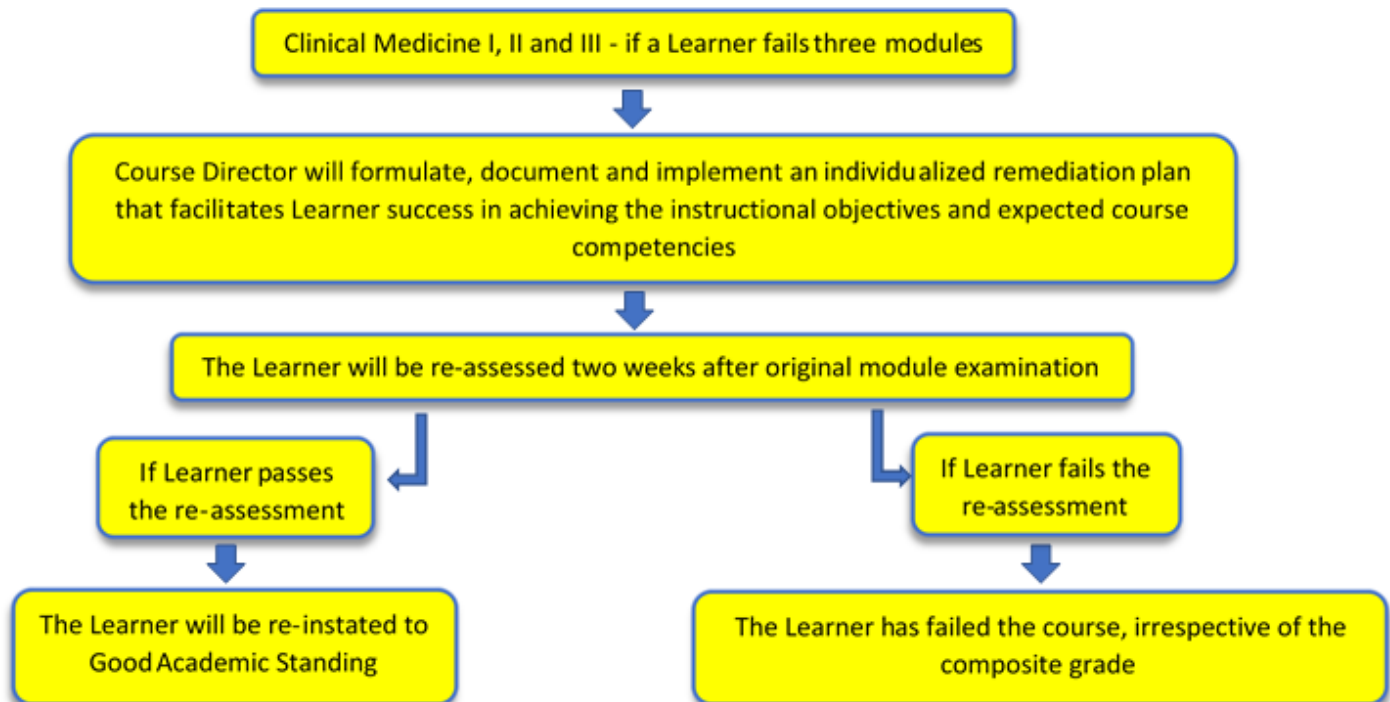 Clinical Medicine I, II and III - if a Learner fails three modules
Course Director will formulate, document and implement an individualized remediation plan
that facilitates Learner success in achieving the instructional objectives and expected course
competencies
The Learner will be re-assessed two weeks after original module examination
If Learner passes
the re-assessment
If Learner fails the
re-assessment
The Learner will be re-instated to
Good Academic Standing
The Learner has failed the course, irrespective of the
composite grade